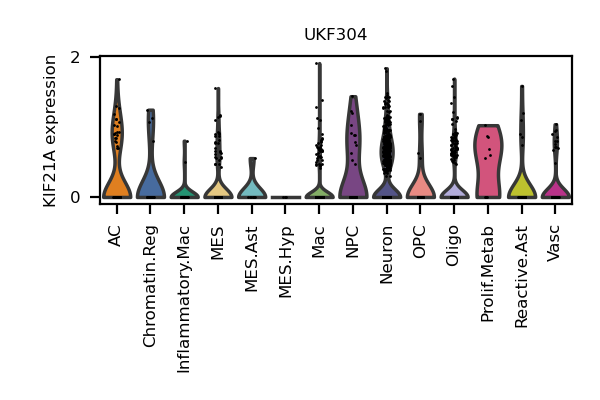 UKF304
KIF21A expression
2
0
AC
Chromatin.Reg
Inflammatory.Mac
MES
MES.Ast
MES.Hyp
Mac
NPC
Neuron
OPC
Oligo
Prolif.Metab
Reactive.Ast
Vasc